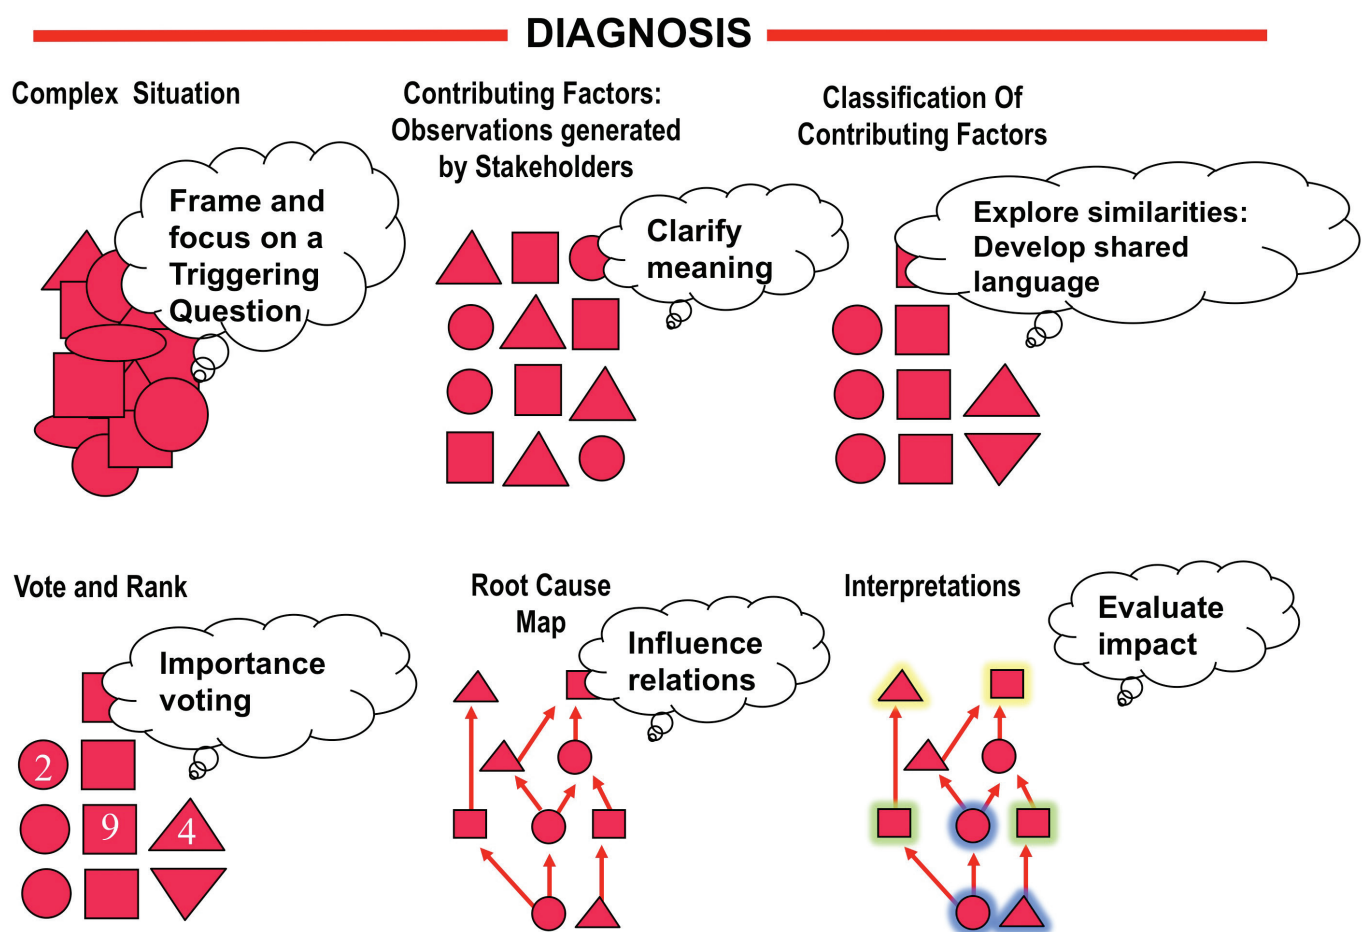 DIAGNOSIS
Complex Situation
Frame and
focus on a
Triggering
Question
Contributing Factors:
Observations generated
by Stakeholders
Clarify
meaning
Classification Of
Contributing Factors
Explore similarities:
Develop shared
language
Vote and Rank
Importance
voting
2
9
4
Root Cause
Map
Influence
relations
Interpretations
Evaluate
impact